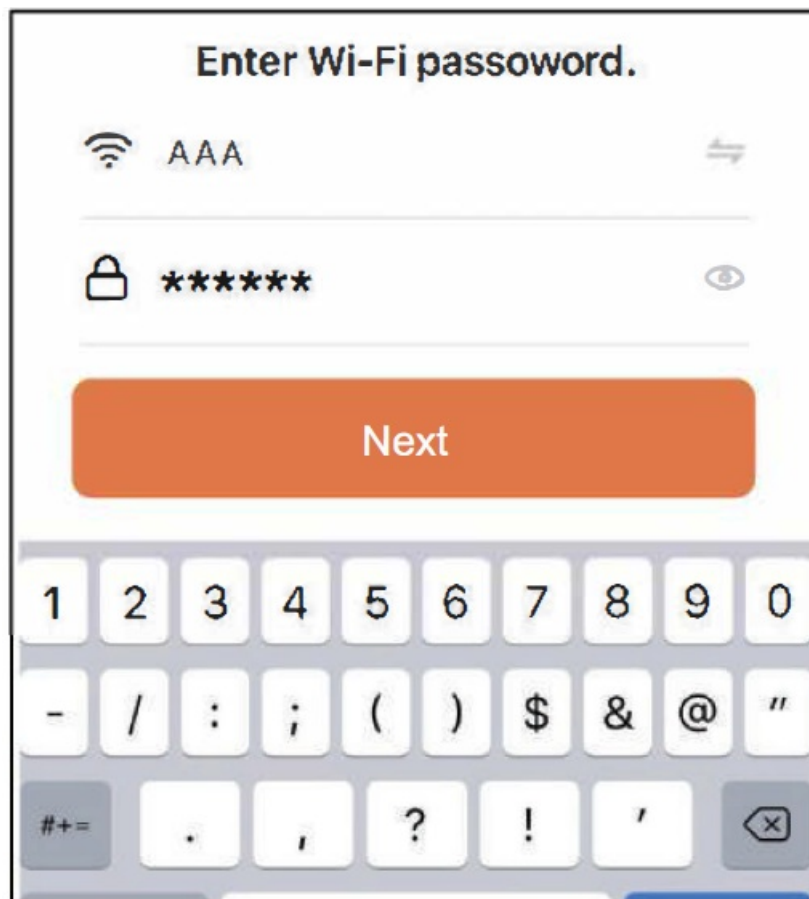 Enter Wi-Fi passoword.
AAA
******
Next
1 2 3 4 5 6 7 8 9 0
- / : ; ( ) $ & @ "
#+= . , ? ! '